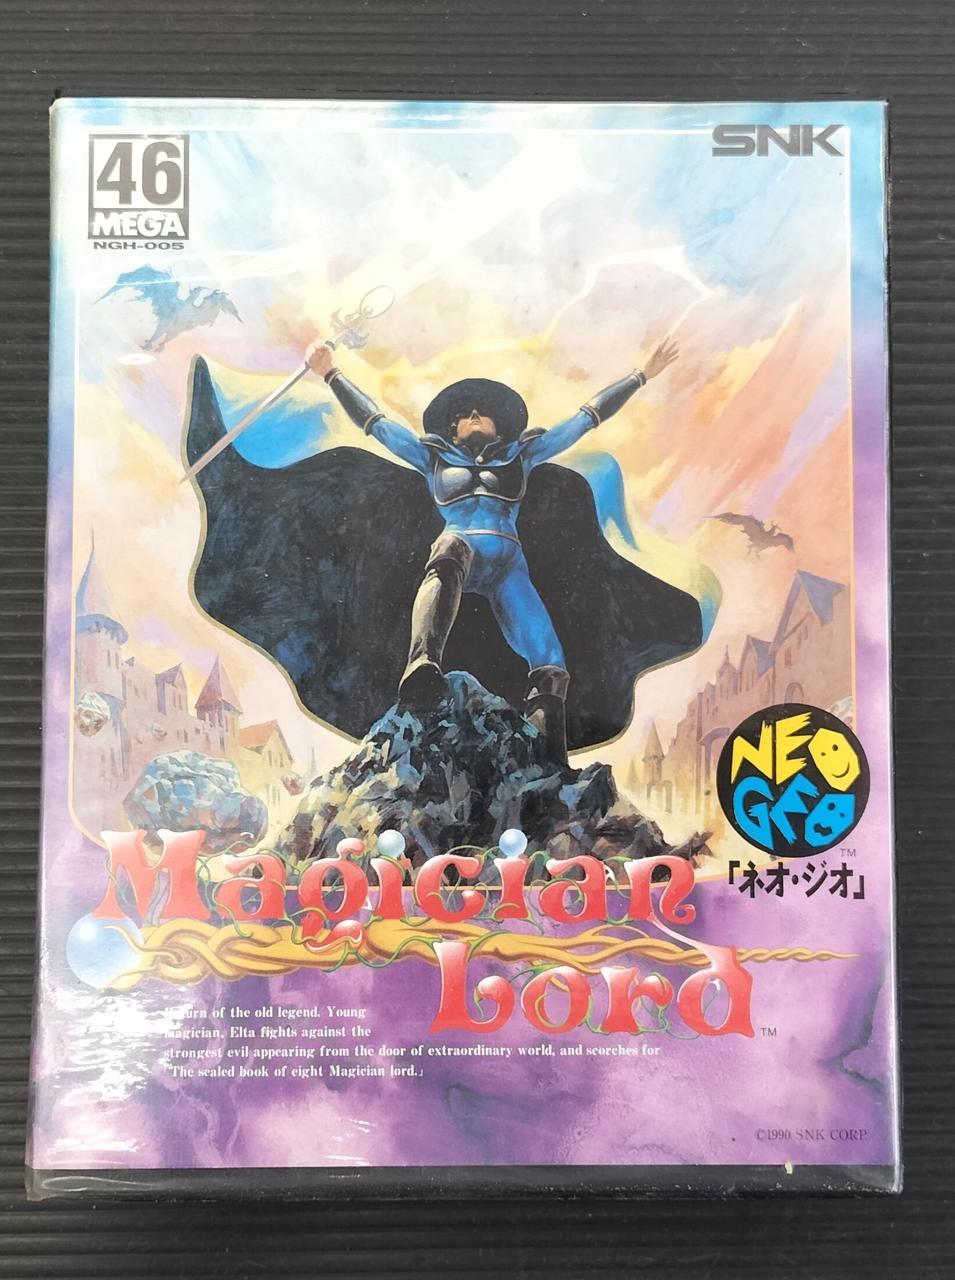 46
MEGA
NGH-005
SNK
NEO
GEO
TM
「ネオ・ジオ」
Magician
Lord
TM
Return of the old legend. Young
magician, Elta fights against the
strongest evil appearing from the door of extraordinary world, and scorches for
「The sealed book of eight Magician lord.」
©1990 SNK CORP.